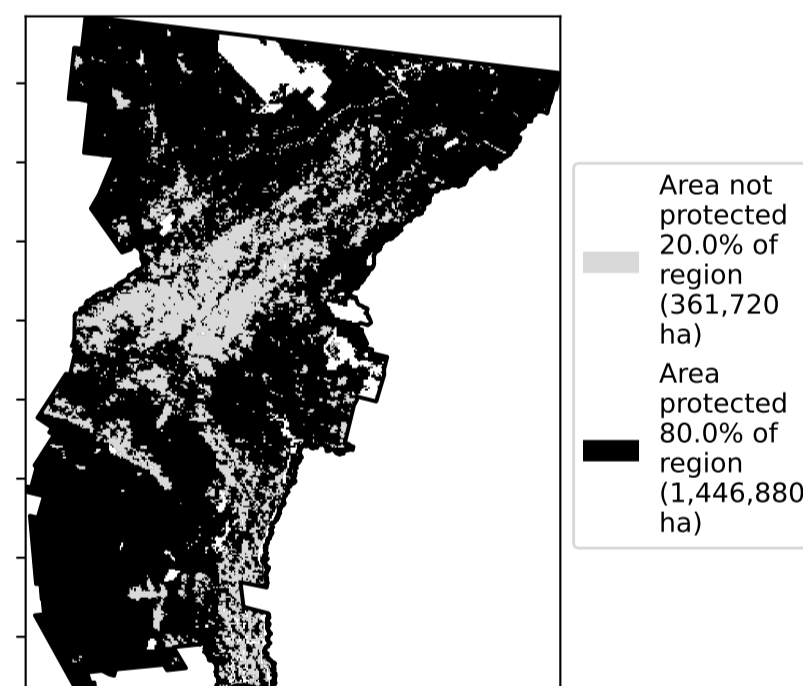 Area not
protected
20.0% of
region
(361,720
ha)
Area
protected
80.0% of
region
(1,446,880
ha)